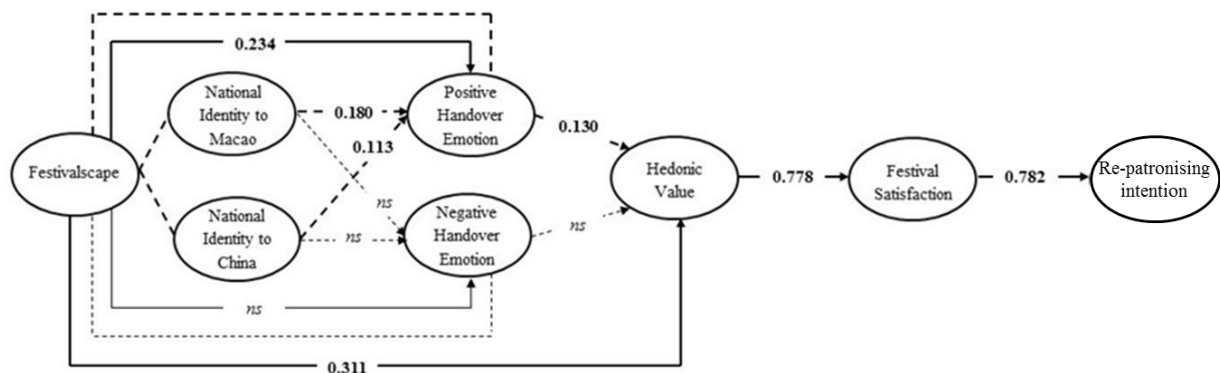 0.234
National
Identity to
Macao
0.180
Positive
Handover
Emotion
0.130
0.113
Festivalscape
Hedonic
Value
0.778
Festival
Satisfaction
0.782
Re-patronising
intention
ns
National
Identity to
China
ns
Negative
Handover
Emotion
ns
ns
0.311